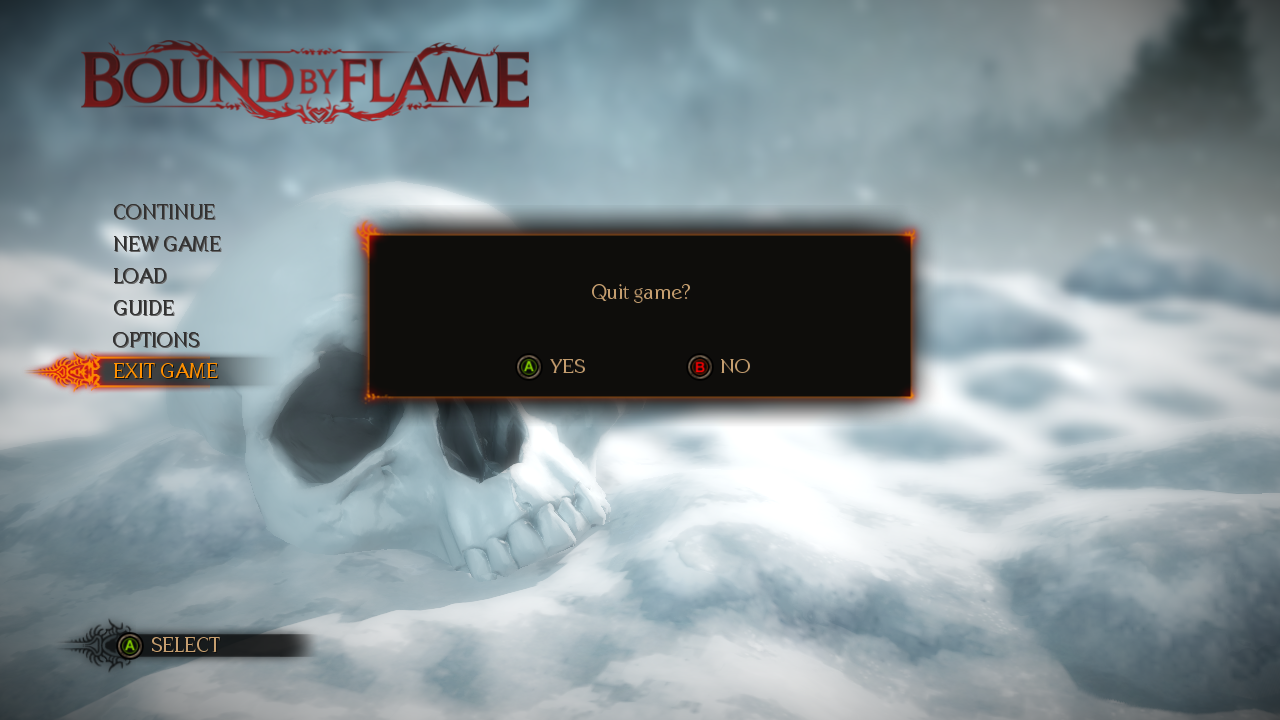 BOUND BY FLAME
CONTINUE
NEW GAME
LOAD
GUIDE
OPTIONS
EXIT GAME
Quit game?
A YES B NO
A SELECT